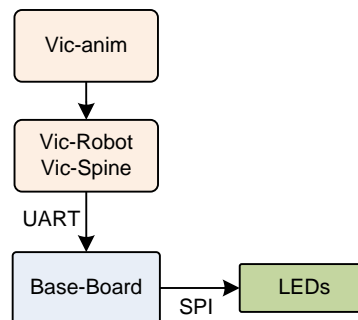 Vic-anim
Vic-Robot
Vic-Spine
UART
Base-Board
SPI
LEDs